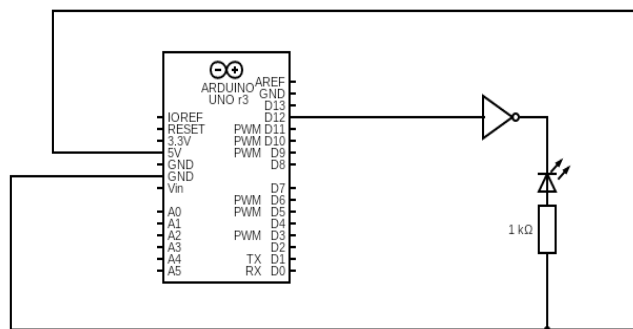 ARDUINO
UNO r3
AREF
GND
D13
IOREF D12
RESET PWM D11
3.3V PWM D10
5V PWM D9
GND D8
GND
Vin D7
PWM D6
A0 PWM D5
A1 D4
A2 PWM D3
A3 D2
A4 TX D1
A5 RX D0
1 kΩ